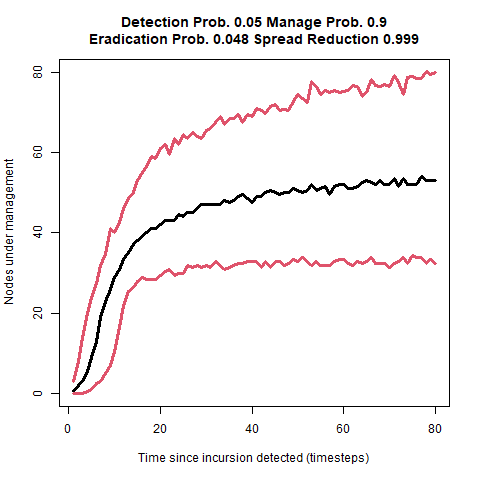 Detection Prob. 0.05 Manage Prob. 0.9
Eradication Prob. 0.048 Spread Reduction 0.999
Nodes under management
80
60
40
20
0
0 20 40 60 80
Time since incursion detected (timesteps)